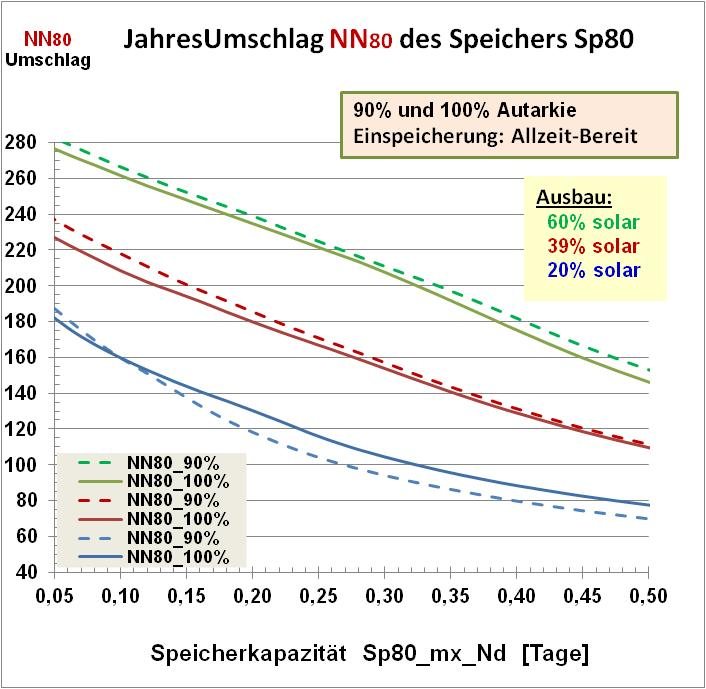 JahresUmschlag NN80 des Speichers Sp80
NN80
Umschlag
90% und 100% Autarkie
Einspeicherung: Allzeit-Bereit
Ausbau:
60% solar
39% solar
20% solar
280
260
240
220
200
180
160
140
120
100
80
60
40
NN80_90%
NN80_100%
NN80_90%
NN80_100%
NN80_90%
NN80_100%
0,05 0,10 0,15 0,20 0,25 0,30 0,35 0,40 0,45 0,50
Speicherkapazität Sp80_mx_Nd [Tage]